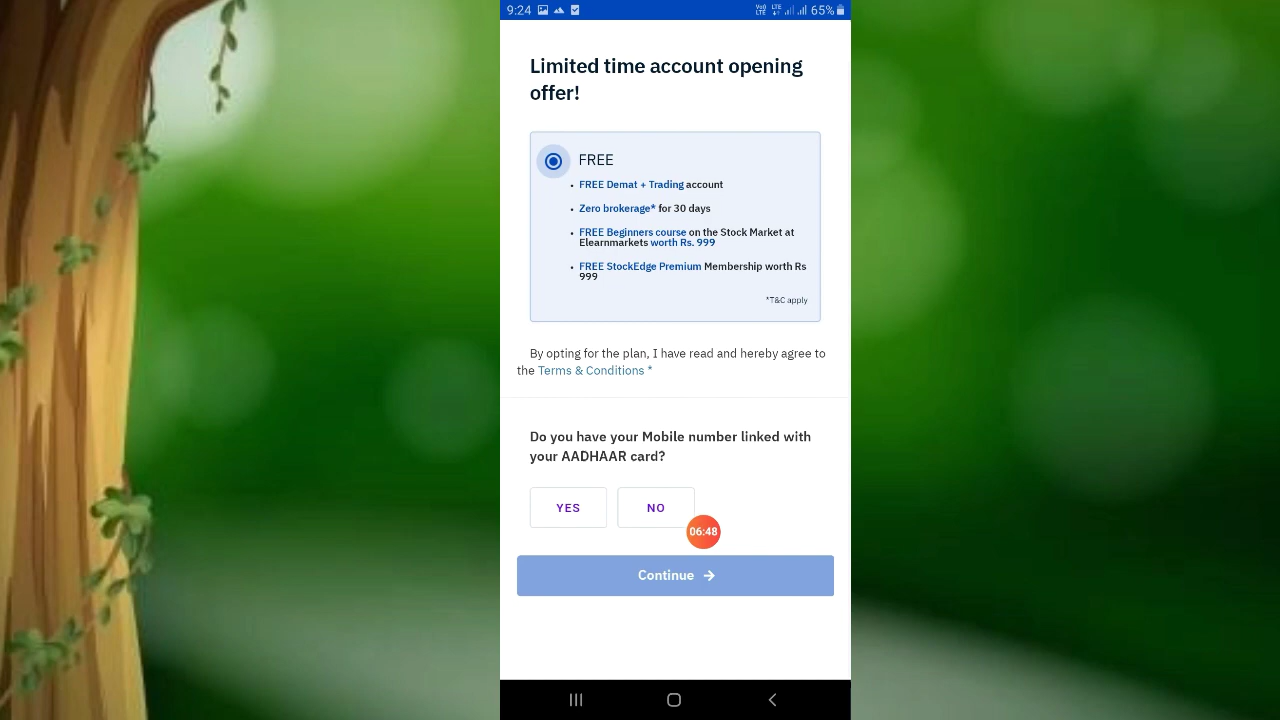 9:24
Vo) LTE LTE 65%
Limited time account opening
offer!
FREE
• FREE Demat + Trading account
• Zero brokerage* for 30 days
• FREE Beginners course on the Stock Market at
Elearnmarkets worth Rs. 999
• FREE StockEdge Premium Membership worth Rs
999
*T&C apply
By opting for the plan, I have read and hereby agree to
the Terms & Conditions *
Do you have your Mobile number linked with
your AADHAAR card?
YES NO
06:48
Continue →